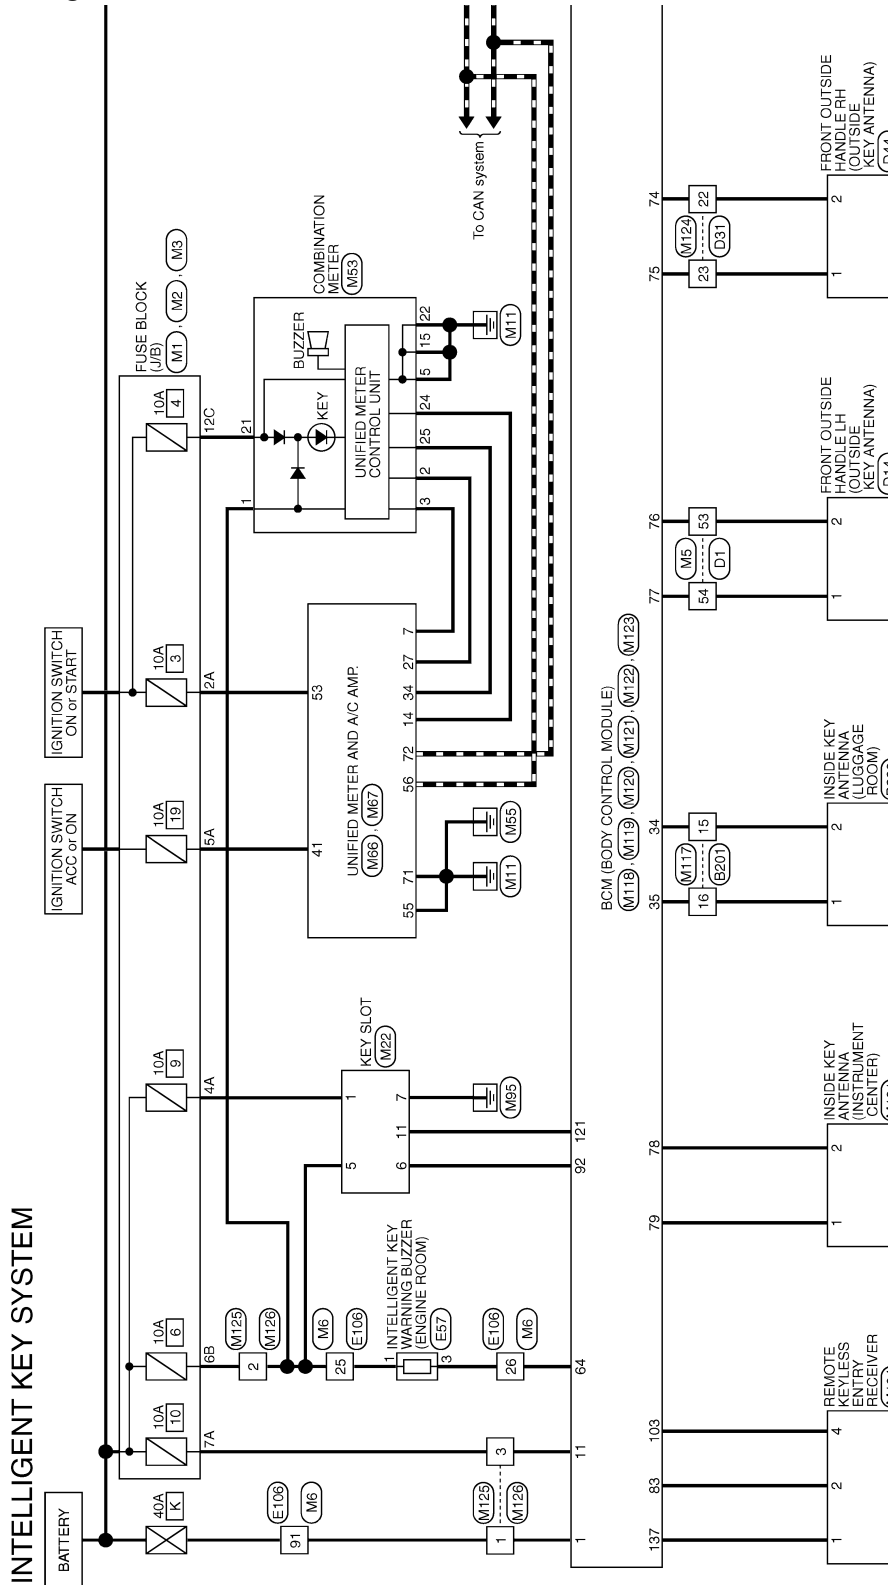 INTELLIGENT KEY SYSTEM
BATTERY
IGNITION SWITCH
ACC or ON
IGNITION SWITCH
ON or START
FUSE BLOCK
(J/B)
M1 , M2 , M3
40A
K
10A
10
10A
6
10A
9
10A
19
10A
3
10A
4
7A
6B
4A
5A
2A
12C
E106
M6
91
M125
M126
2
M6
E106
25
1
INTELLIGENT KEY
WARNING BUZZER
(ENGINE ROOM)
E57
3
E106
M6
26
M125
M126
1
3
KEY SLOT
M22
1
5
7
11
6
M95
UNIFIED METER AND A/C AMP.
M66 , M67
41
53
55
71
56
72
14
34
27
7
M11
M55
COMBINATION
METER
M53
1
21
BUZZER
KEY
UNIFIED METER
CONTROL UNIT
3
2
25
24
5
15
22
M11
To CAN system
1
11
64
92
121
BCM (BODY CONTROL MODULE)
M118 , M119 , M120 , M121 , M122 , M123
137
83
103
79
78
35
34
77
76
75
74
M117
B201
16
15
M5
D1
54
53
M124
D31
23
22
REMOTE
KEYLESS
ENTRY
RECEIVER
1
2
4
INSIDE KEY
ANTENNA
(INSTRUMENT
CENTER)
1
2
INSIDE KEY
ANTENNA
(LUGGAGE
ROOM)
1
2
FRONT OUTSIDE
HANDLE LH
(OUTSIDE
KEY ANTENNA)
1
2
FRONT OUTSIDE
HANDLE RH
(OUTSIDE
KEY ANTENNA)
1
2